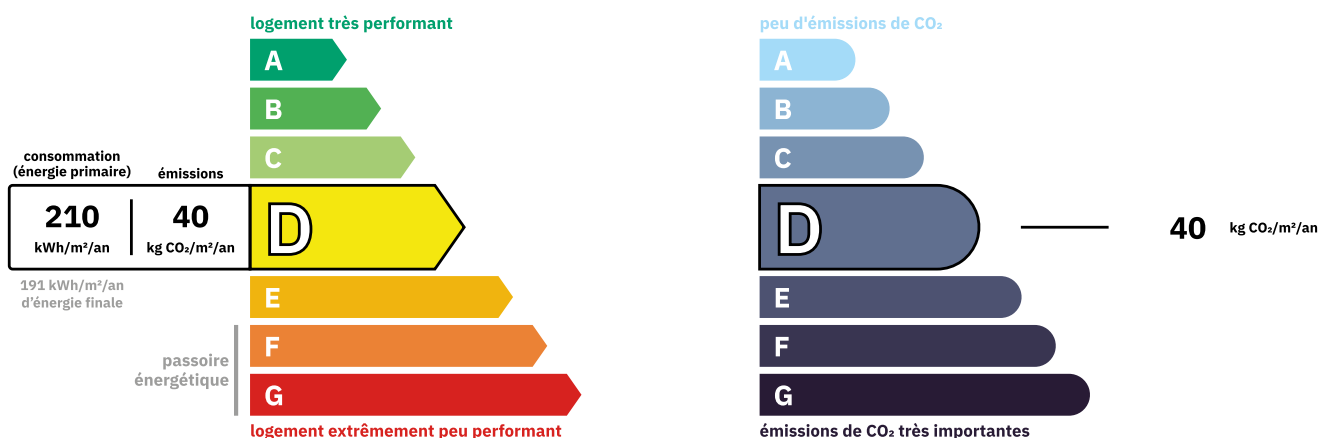 logement très performant
A
B
C
consommation
(énergie primaire)
émissions
210
kWh/m²/an
40
kg CO₂/m²/an
D
191 kWh/m²/an
d'énergie finale
E
F
passoire
énergétique
G
logement extrêmement peu performant
peu d'émissions de CO₂
A
B
C
D
40 kg CO₂/m²/an
E
F
G
émissions de CO₂ très importantes